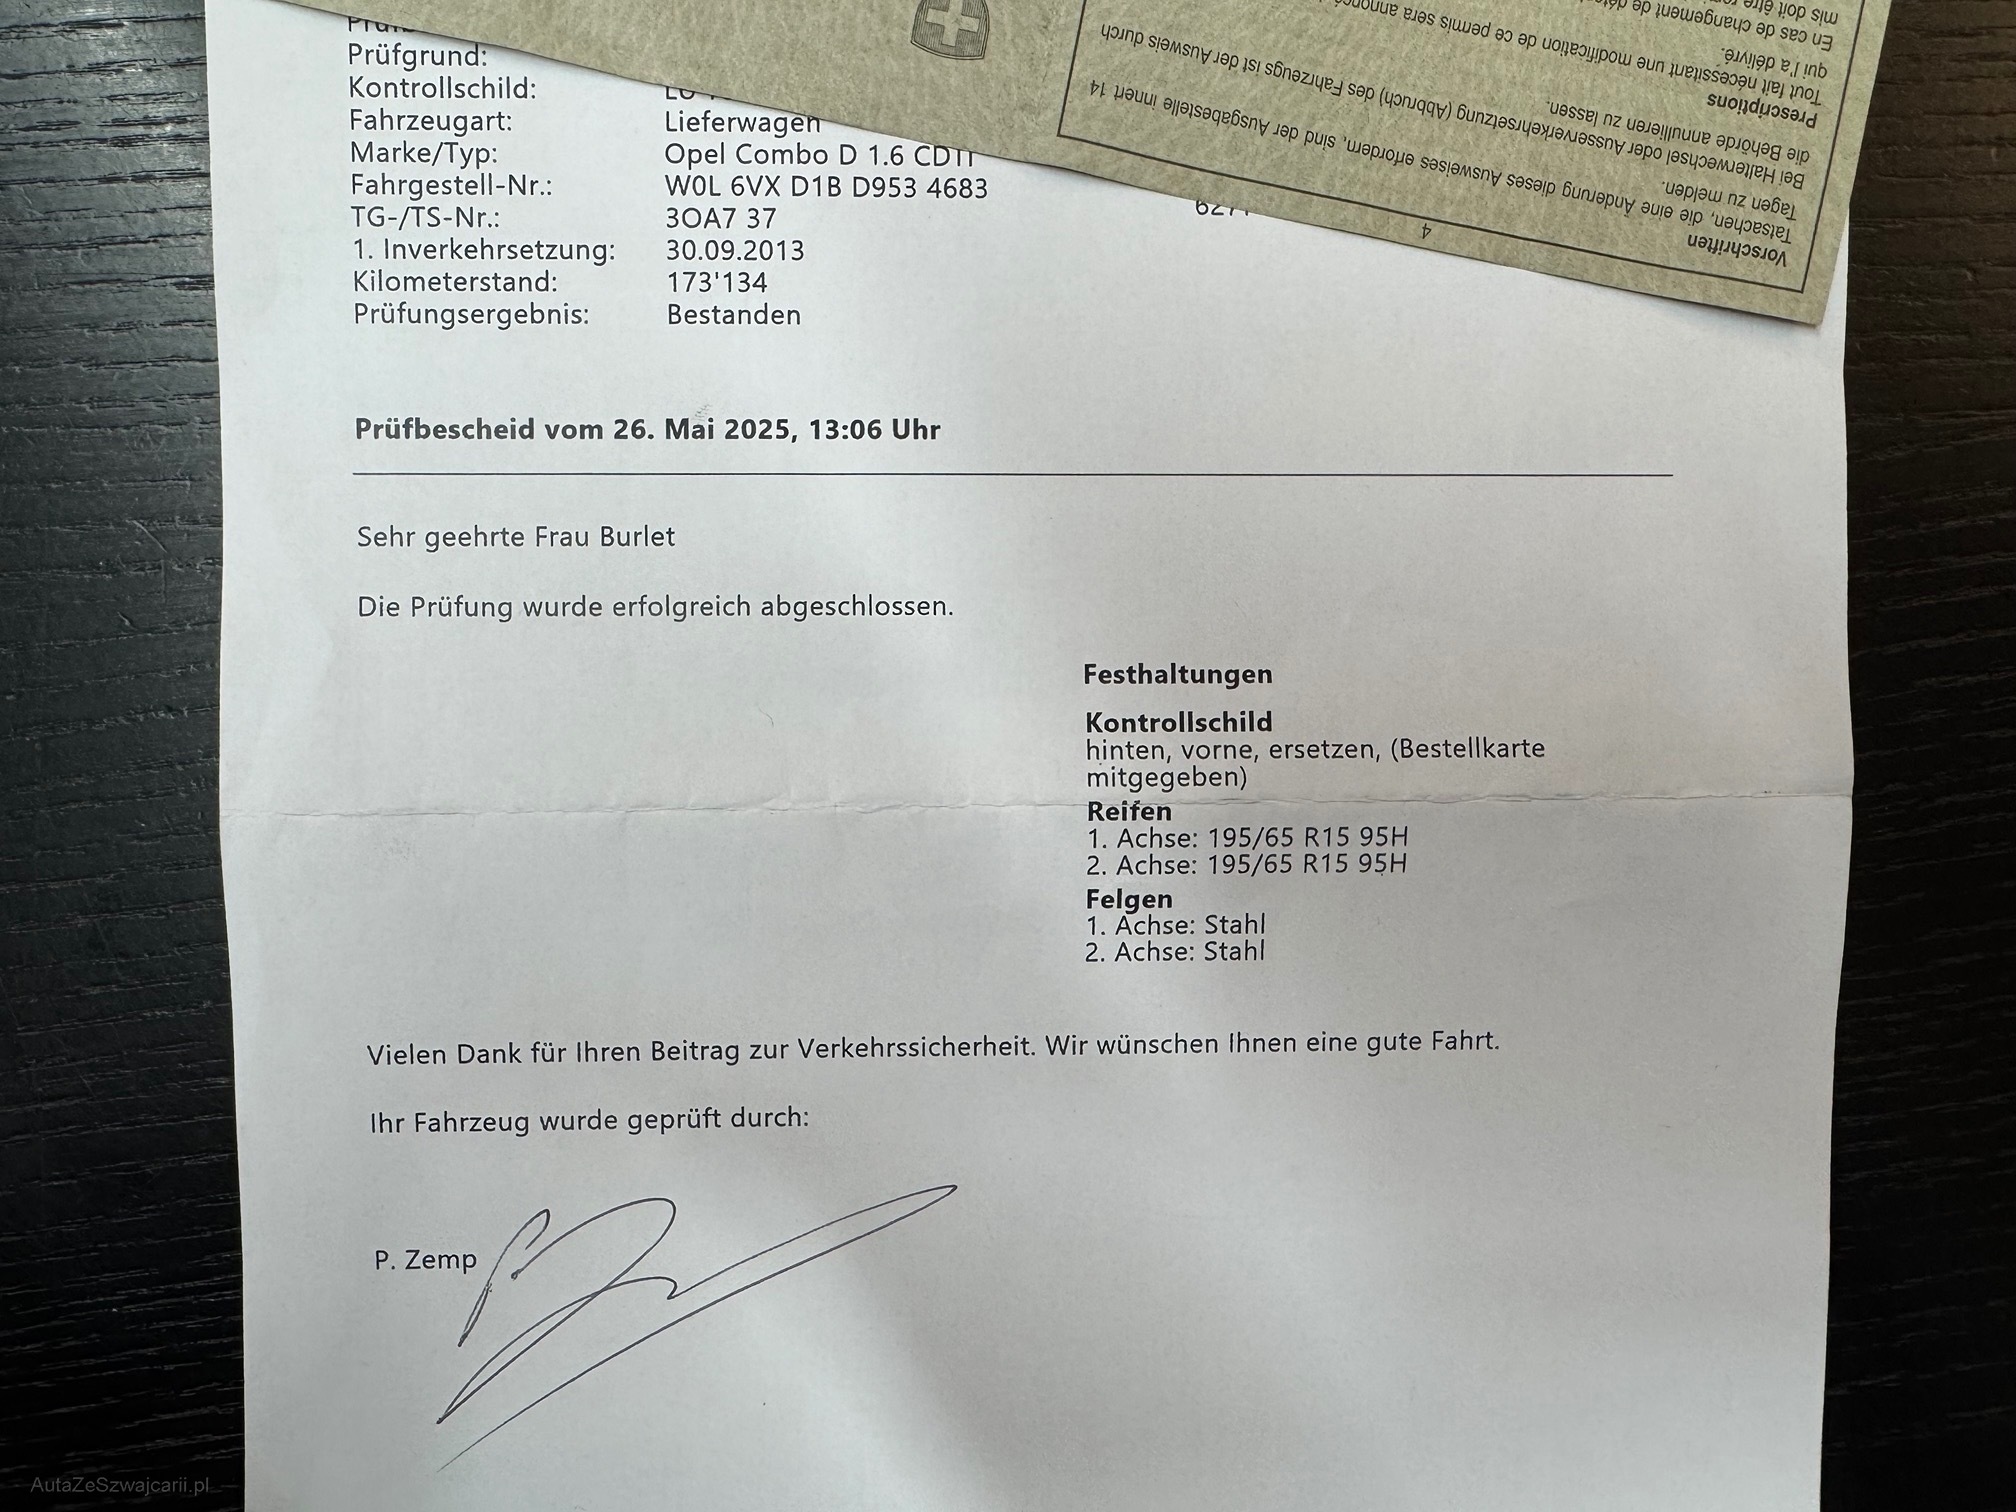 Prüfgrund:
Kontrollschild:
Fahrzeugart: Lieferwagen
Marke/Typ: Opel Combo D 1.6 CDTI
Fahrgestell-Nr.: W0L 6VX D1B D953 4683
TG-/TS-Nr.: 3OA7 37
1. Inverkehrsetzung: 30.09.2013
Kilometerstand: 173'134
Prüfungsergebnis: Bestanden
Prüfbescheid vom 26. Mai 2025, 13:06 Uhr
Sehr geehrte Frau Burlet
Die Prüfung wurde erfolgreich abgeschlossen.
Festhaltungen
Kontrollschild
hinten, vorne, ersetzen, (Bestellkarte
mitgegeben)
Reifen
1. Achse: 195/65 R15 95H
2. Achse: 195/65 R15 95H
Felgen
1. Achse: Stahl
2. Achse: Stahl
Vielen Dank für Ihren Beitrag zur Verkehrssicherheit. Wir wünschen Ihnen eine gute Fahrt.
Ihr Fahrzeug wurde geprüft durch:
P. Zemp
4
Vorschriften
Tatsachen, die eine Änderung dieses Ausweises erfordern, sind der Ausgabestelle innert 14
Tagen zu melden.
Bei Halterwechsel oder Ausserverkehrsetzung (Abbruch) des Fahrzeugs ist der Ausweis durch
die Behörde annullieren zu lassen.
Prescriptions
Tout fait nécessitant une modification de ce permis sera
qui l'a délivré.
En cas de changement de
mis doit être
AutaZeSzwajcarii.pl